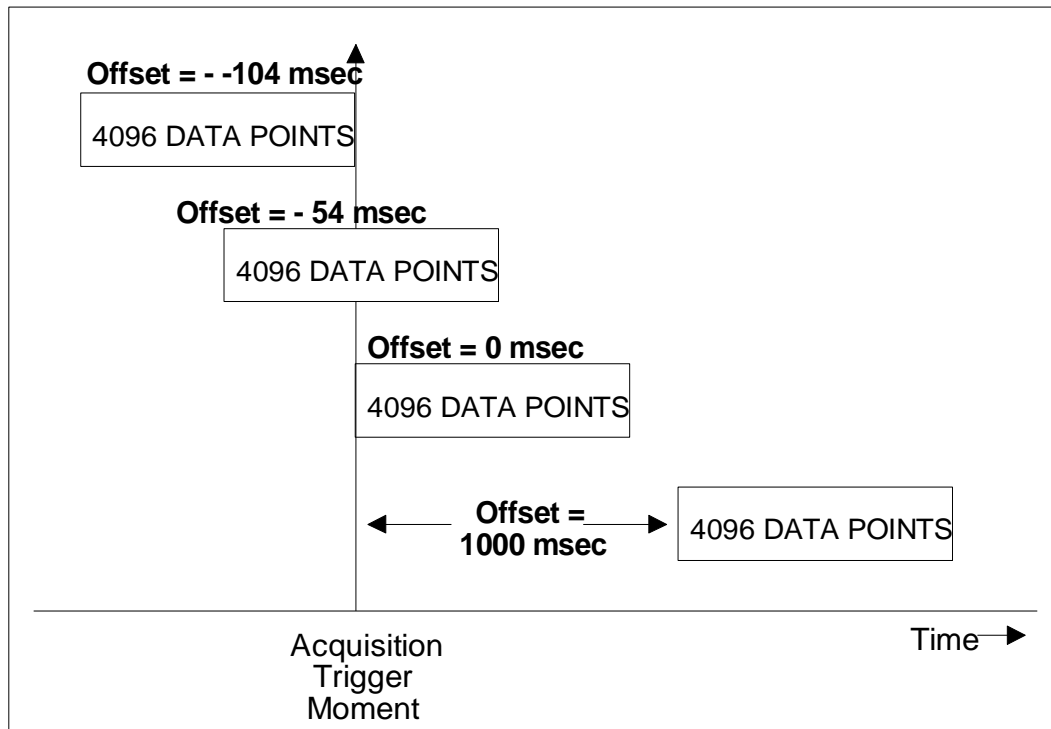 Offset = - -104 msec
4096 DATA POINTS
Offset = - 54 msec
4096 DATA POINTS
Offset = 0 msec
4096 DATA POINTS
Offset =
1000 msec
4096 DATA POINTS
Acquisition
Trigger
Moment
Time